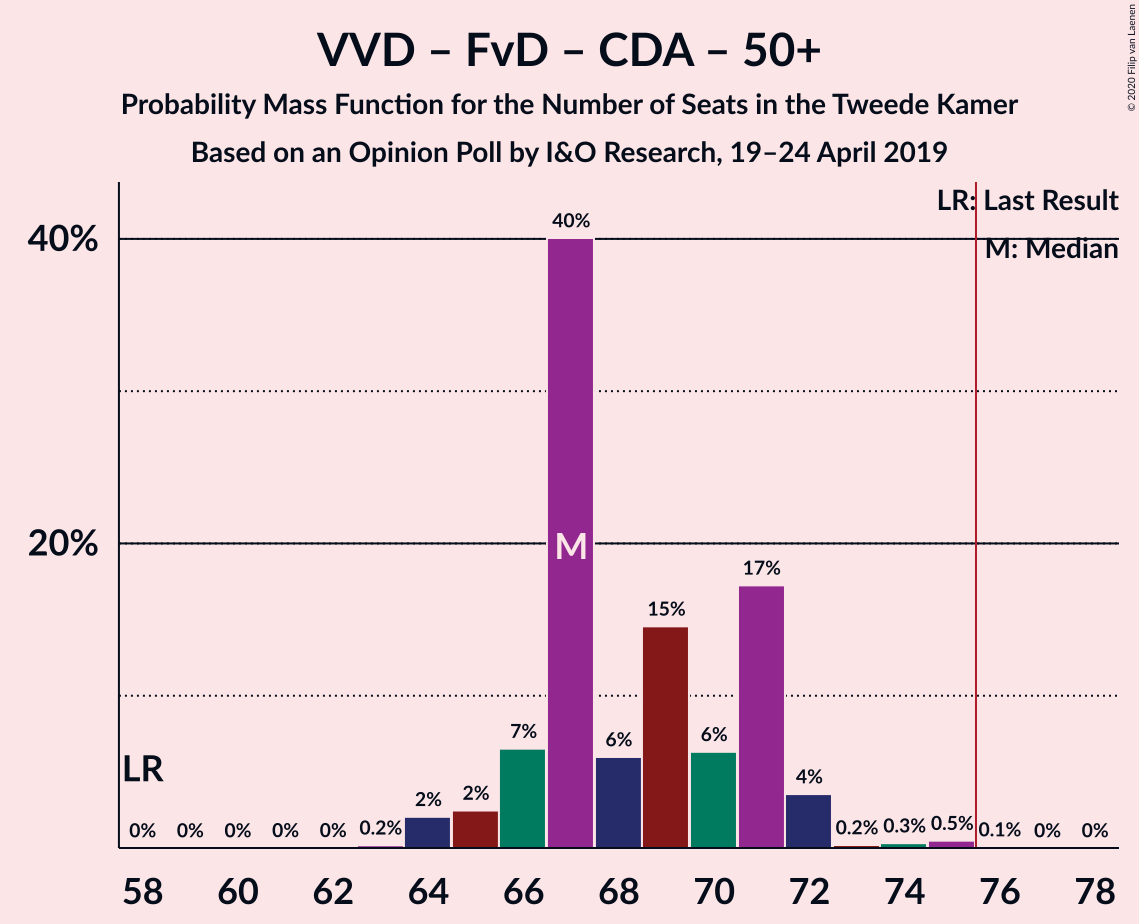 VVD – FvD – CDA – 50+
Probability Mass Function for the Number of Seats in the Tweede Kamer
Based on an Opinion Poll by I&O Research, 19–24 April 2019
© 2020 Filip van Laenen
LR: Last Result
M: Median
40%
20%
LR
M
0% 0% 0% 0% 0% 0.2% 2% 2% 7% 40% 6% 15% 6% 17% 4% 0.2% 0.3% 0.5% 0.1% 0% 0%
58 60 62 64 66 68 70 72 74 76 78